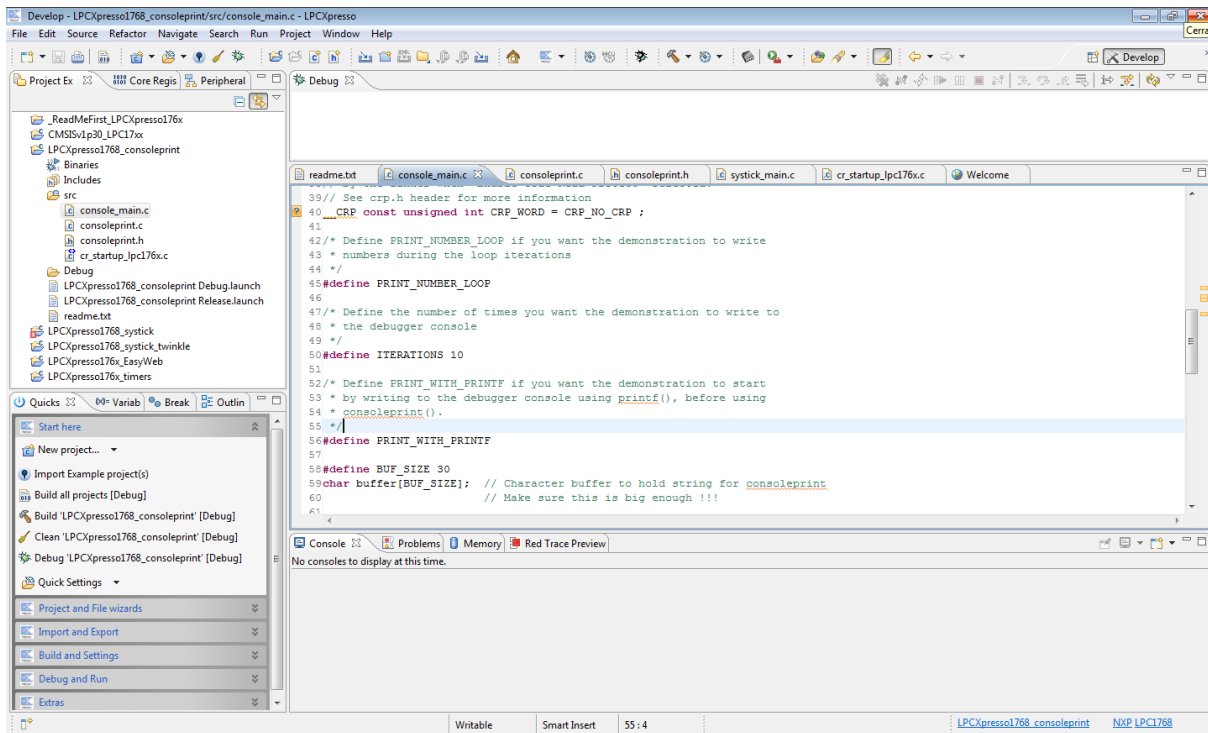 Develop - LPCXpresso1768_consoleprint/src/console_main.c - LPCXpresso
Cerra
File Edit Source Refactor Navigate Search Run Project Window Help
Develop
Project Ex Core Regis Peripheral
Debug
_ReadMeFirst_LPCXpresso176x
CMSISv1p30_LPC17xx
LPCXpresso1768_consoleprint
Binaries
Includes
src
console_main.c
consoleprint.c
consoleprint.h
cr_startup_lpc176x.c
Debug
LPCXpresso1768_consoleprint Debug.launch
LPCXpresso1768_consoleprint Release.launch
readme.txt
LPCXpresso1768_systick
LPCXpresso1768_systick_twinkle
LPCXpresso176x_EasyWeb
LPCXpresso176x_timers
readme.txt console_main.c consoleprint.c consoleprint.h systick_main.c cr_startup_lpc176x.c Welcome
39// See crp.h header for more information
40__CRP const unsigned int CRP_WORD = CRP_NO_CRP ;
41
42/* Define PRINT_NUMBER_LOOP if you want the demonstration to write
43 * numbers during the loop iterations
44 */
45#define PRINT_NUMBER_LOOP
46
47/* Define the number of times you want the demonstration to write to
48 * the debugger console
49 */
50#define ITERATIONS 10
51
52/* Define PRINT_WITH_PRINTF if you want the demonstration to start
53 * by writing to the debugger console using printf(), before using
54 * consoleprint().
55 */
56#define PRINT_WITH_PRINTF
57
58#define BUF_SIZE 30
59char buffer[BUF_SIZE]; // Character buffer to hold string for consoleprint
60 // Make sure this is big enough !!!
61
Quicks (x)= Variab Break Outlin
Start here
New project...
Import Example project(s)
Build all projects [Debug]
Build 'LPCXpresso1768_consoleprint' [Debug]
Clean 'LPCXpresso1768_consoleprint' [Debug]
Debug 'LPCXpresso1768_consoleprint' [Debug]
Quick Settings
Project and File wizards
Import and Export
Build and Settings
Debug and Run
Extras
Console Problems Memory Red Trace Preview
No consoles to display at this time.
Writable Smart Insert 55 : 4 LPCXpresso1768_consoleprint NXP LPC1768